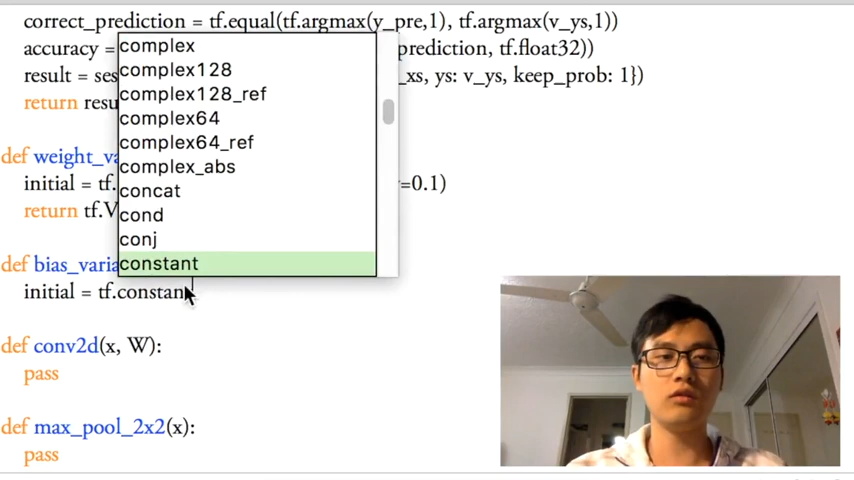 correct_prediction = tf.equal(tf.argmax(y_pre,1), tf.argmax(v_ys,1))
accuracy = prediction, tf.float32))
result = ses _xs, ys: v_ys, keep_prob: 1})
return resu
complex
complex128
complex128_ref
complex64
complex64_ref
complex_abs
concat
cond
conj
constant
def weight_va
initial = tf. =0.1)
return tf.V
def bias_varia
initial = tf.constan
def conv2d(x, W):
pass
def max_pool_2x2(x):
pass